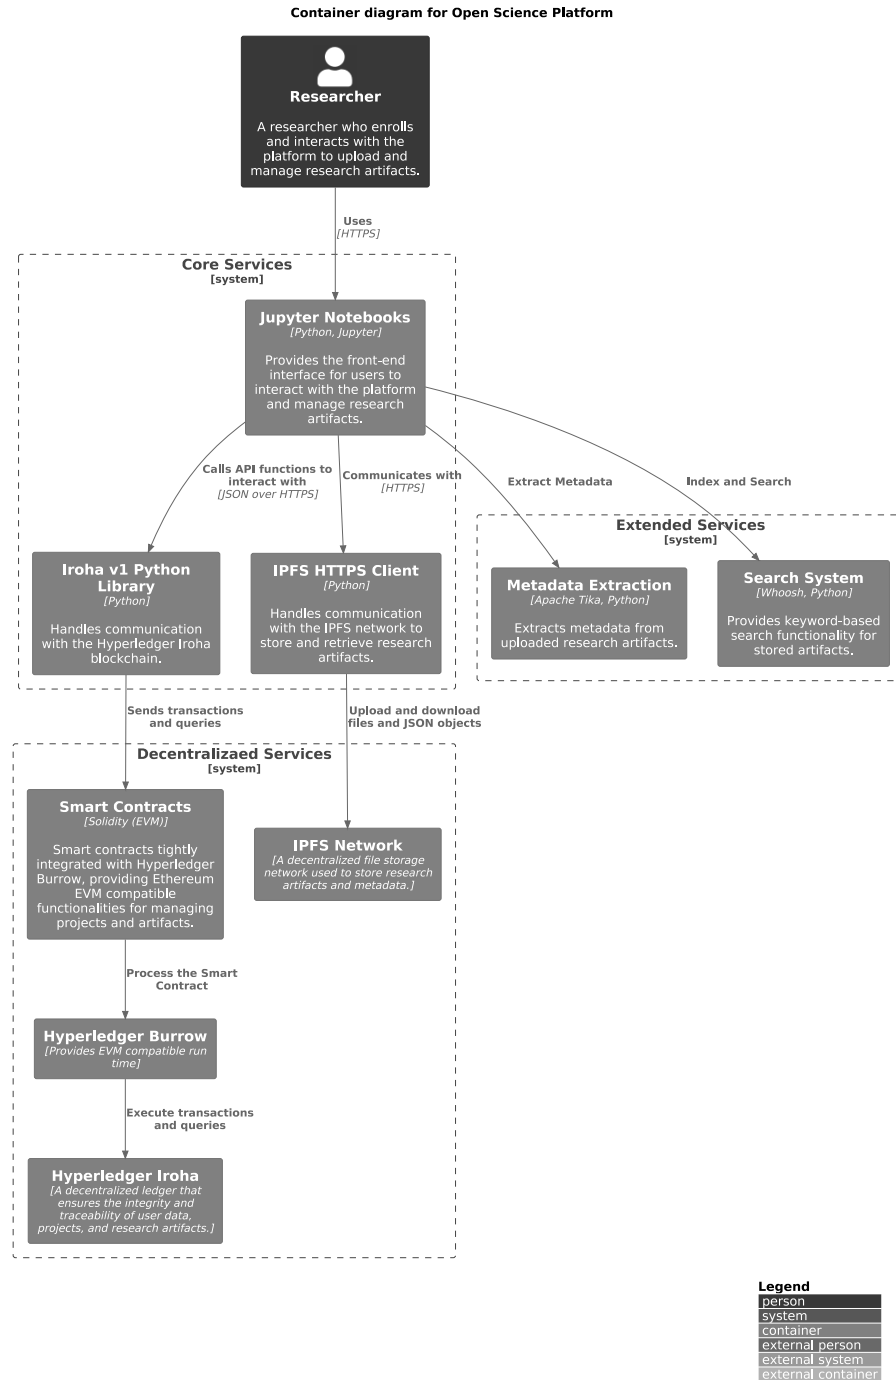 Container diagram for Open Science Platform
Researcher
A researcher who enrolls
and interacts with the
platform to upload and
manage research artifacts.
Uses
[HTTPS]
Core Services
[system]
Jupyter Notebooks
[Python, Jupyter]
Provides the front-end
interface for users to
interact with the platform
and manage research
artifacts.
Calls API functions to
interact with
[JSON over HTTPS]
Communicates with
[HTTPS]
Extract Metadata
Index and Search
Extended Services
[system]
Iroha v1 Python
Library
[Python]
Handles communication
with the Hyperledger Iroha
blockchain.
IPFS HTTPS Client
[Python]
Handles communication
with the IPFS network to
store and retrieve research
artifacts.
Metadata Extraction
[Apache Tika, Python]
Extracts metadata from
uploaded research artifacts.
Search System
[Whoosh, Python]
Provides keyword-based
search functionality for
stored artifacts.
Sends transactions
and queries
Upload and download
files and JSON objects
Decentralizaed Services
[system]
Smart Contracts
[Solidity (EVM)]
Smart contracts tightly
integrated with Hyperledger
Burrow, providing Ethereum
EVM compatible
functionalities for managing
projects and artifacts.
IPFS Network
[A decentralized file storage
network used to store research
artifacts and metadata.]
Process the Smart
Contract
Hyperledger Burrow
[Provides EVM compatible run
time]
Execute transactions
and queries
Hyperledger Iroha
[A decentralized ledger that
ensures the integrity and
traceability of user data,
projects, and research artifacts.]
Legend
person
system
container
external person
external system
external container